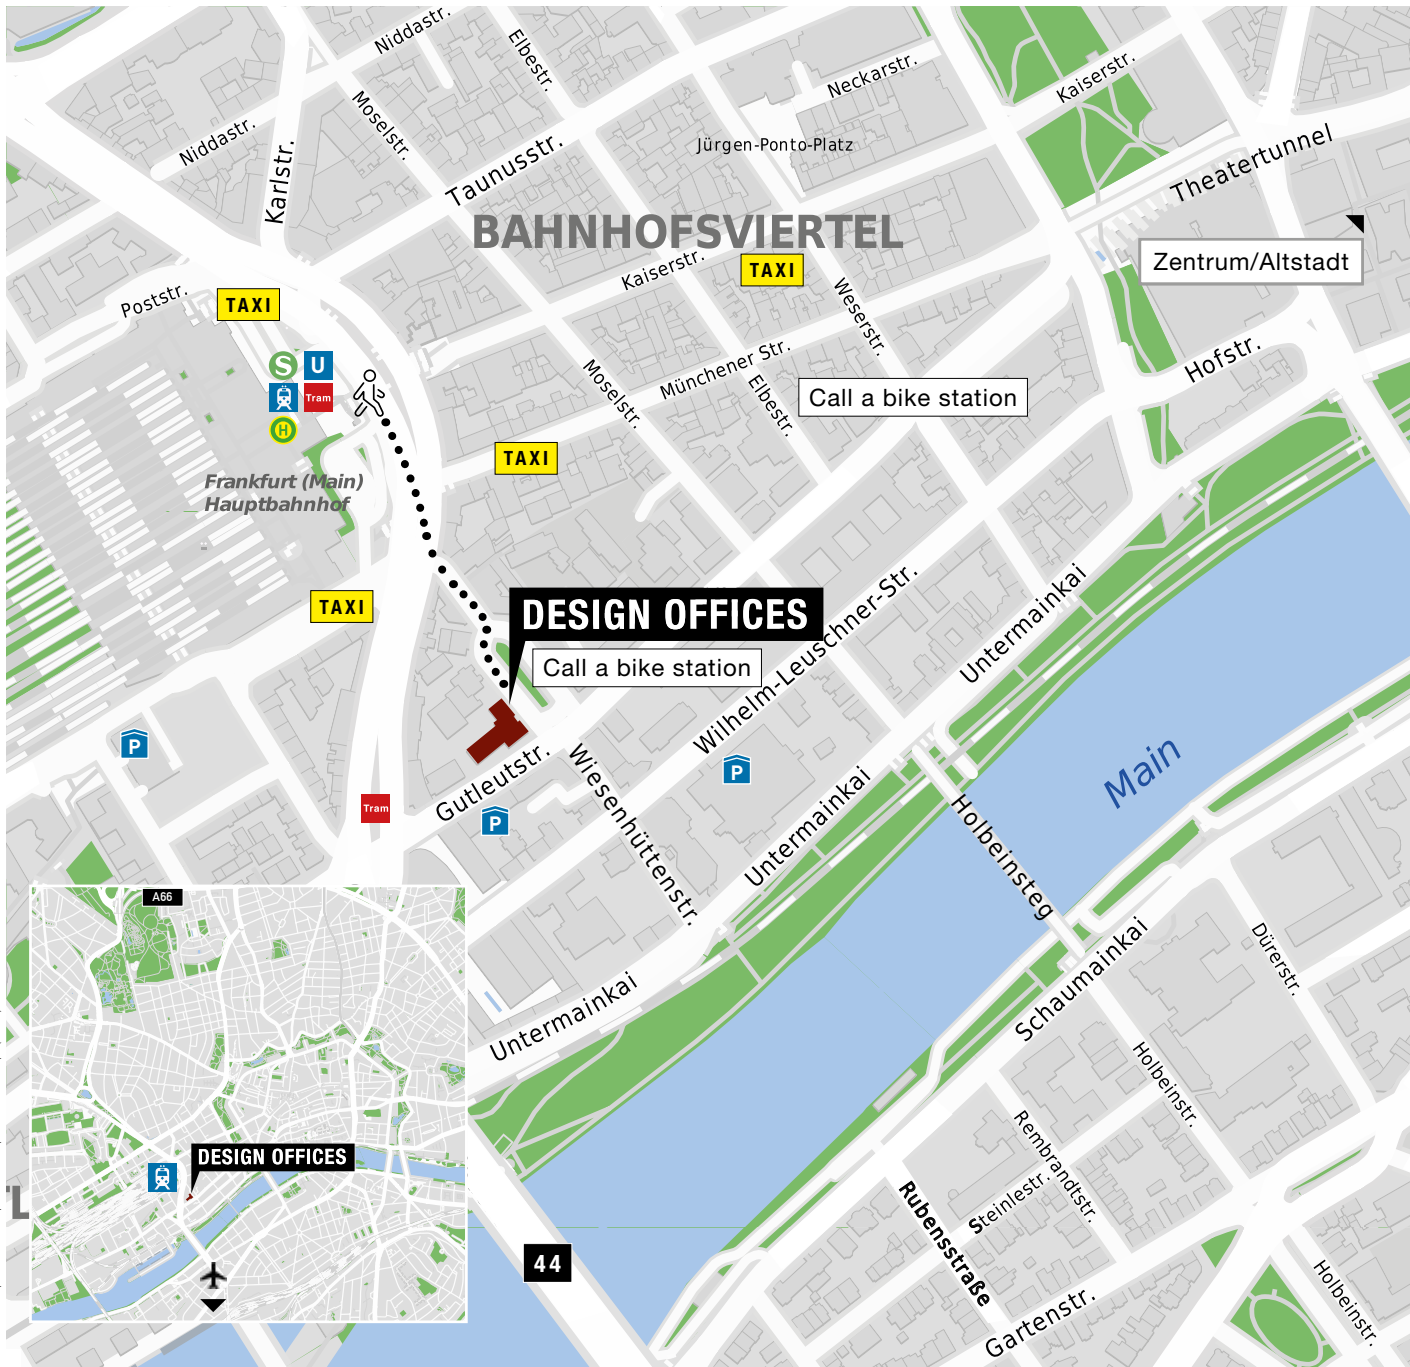 Niddastr.
Elbestr.
Neckarstr.
Kaiserstr.
Moselstr.
Niddastr.
Karlstr.
Taunusstr.
Jürgen-Ponto-Platz
Theatertunnel
BAHNHOFSVIERTEL
Zentrum/Altstadt
Kaiserstr.
TAXI
Poststr.
TAXI
Weserstr.
Hofstr.
S
U
Tram
H
Moselstr.
Münchener Str.
Elbestr.
Call a bike station
TAXI
Frankfurt (Main)
Hauptbahnhof
TAXI
DESIGN OFFICES
Call a bike station
Wilhelm-Leuschner-Str.
Untermainkai
P
P
P
Gutleutstr.
Wiesenhüttenstr.
Main
Tram
Untermainkai
Holbeinsteg
A66
Schaumainkai
Dürerstr.
Untermainkai
Holbeinstr.
Rembrandtstr.
DESIGN OFFICES
Steinlestr.
Rubensstraße
44
Holbeinstr.
Gartenstr.